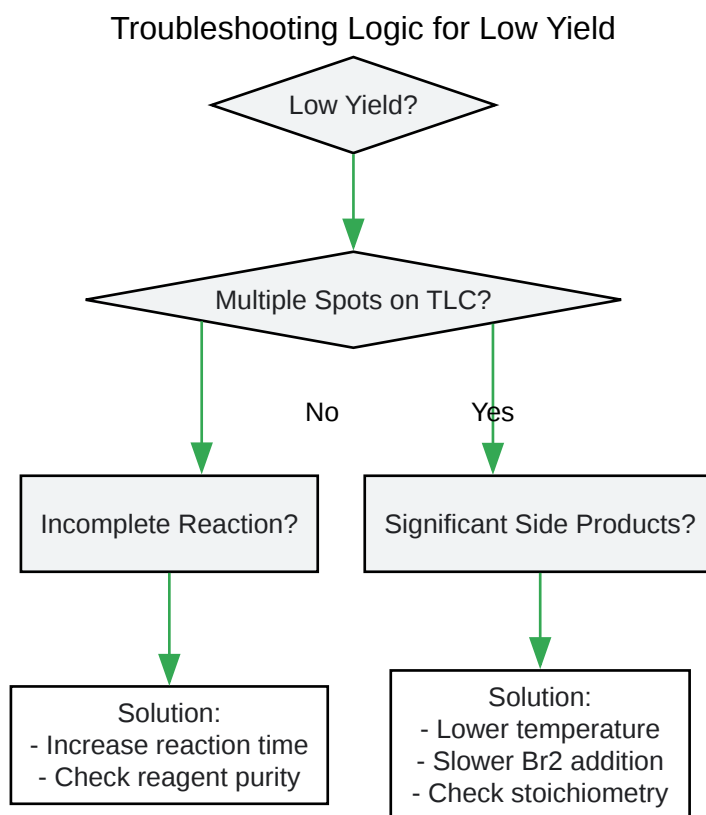 Troubleshooting Logic for Low Yield
Low Yield?
Multiple Spots on TLC?
No
Yes
Incomplete Reaction?
Significant Side Products?
Solution:
- Increase reaction time
- Check reagent purity
Solution:
- Lower temperature
- Slower Br2 addition
- Check stoichiometry